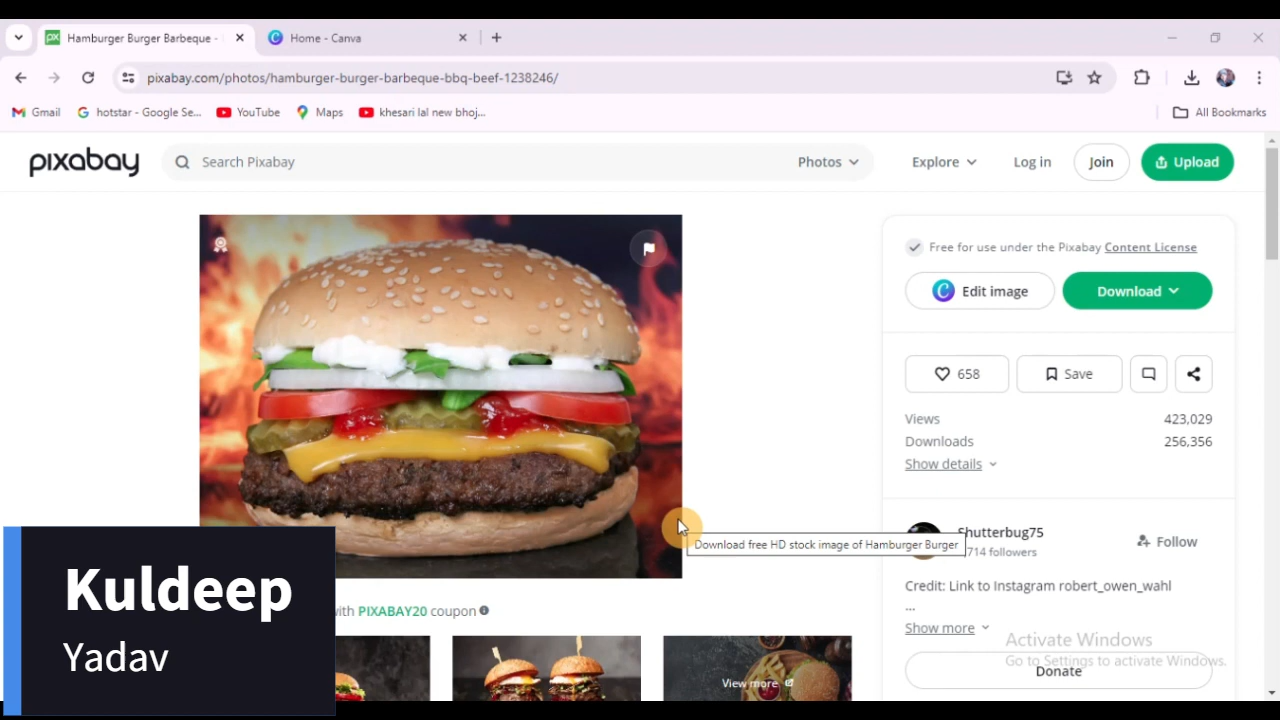 Hamburger Burger Barbeque -
Home - Canva
pixabay.com/photos/hamburger-burger-barbeque-bbq-beef-1238246/
Gmail
hotstar - Google Se...
YouTube
Maps
khesari lal new bhoj...
All Bookmarks
pixabay
Search Pixabay
Photos
Explore
Log in
Join
Upload
Free for use under the Pixabay Content License
Edit image
Download
658
Save
Views 423,029
Downloads 256,356
Show details
Shutterbug75
714 followers
Follow
Download free HD stock image of Hamburger Burger
Credit: Link to Instagram robert_owen_wahl
...
Show more
Donate
with PIXABAY20 coupon
View more
Kuldeep
Yadav
Activate Windows
Go to Settings to activate Windows.